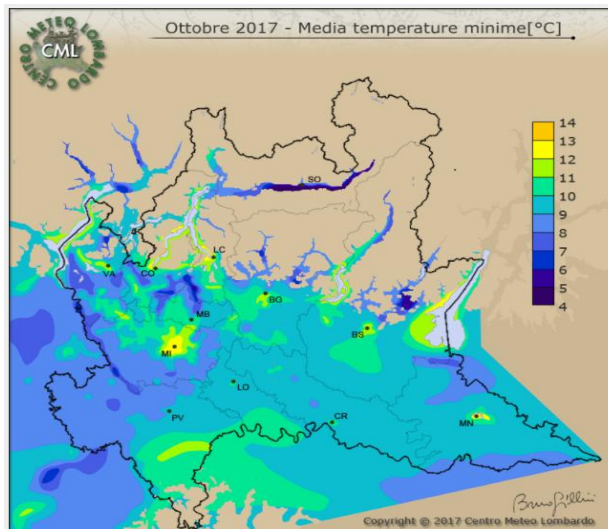 CENTRO METEO LOMBARDO
CML
Ottobre 2017 - Media temperature minime[°C]
14
13
12
11
10
9
8
7
6
5
4
SO
LC
VA
CO
BG
MB
MI
BS
LO
PV
CR
MN
Copyright © 2017 Centro Meteo Lombardo